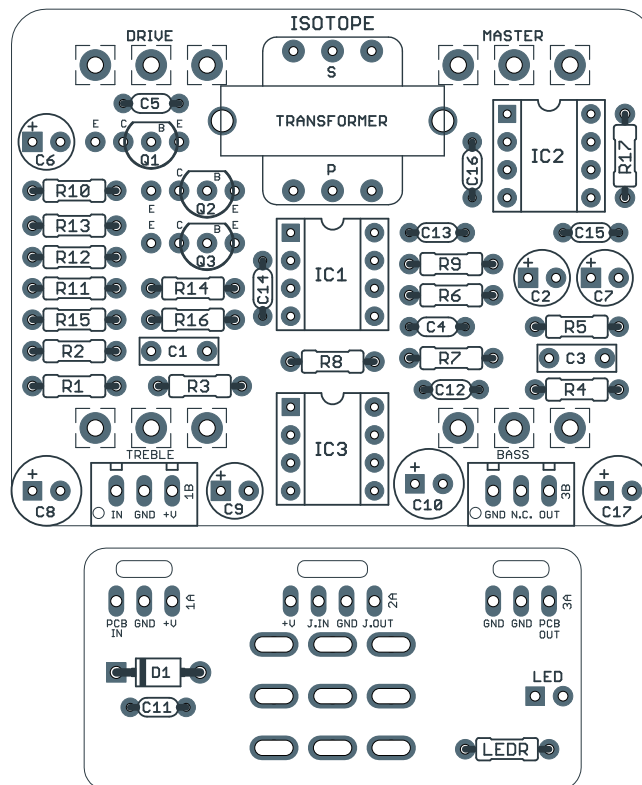 ISOTOPE
DRIVE
MASTER
S
TRANSFORMER
P
C5
+
C6
E C B E
Q1
C16
IC2
R17
R10
E C B E
Q2
R13
E C B E
Q3
C13
C15
R12
IC1
R9
+
C2
+
C7
R11
R14
C14
R6
R15
R16
C4
R5
R2
C1
R8
R7
C3
R1
R3
C12
R4
IC3
TREBLE
BASS
+
C8
1B
IN GND +V
+
C9
+
C10
3B
GND N.C. OUT
+
C17
1A
PCB IN GND +V
2A
+V J.IN GND J.OUT
3A
GND GND PCB OUT
D1
C11
LED
LEDR